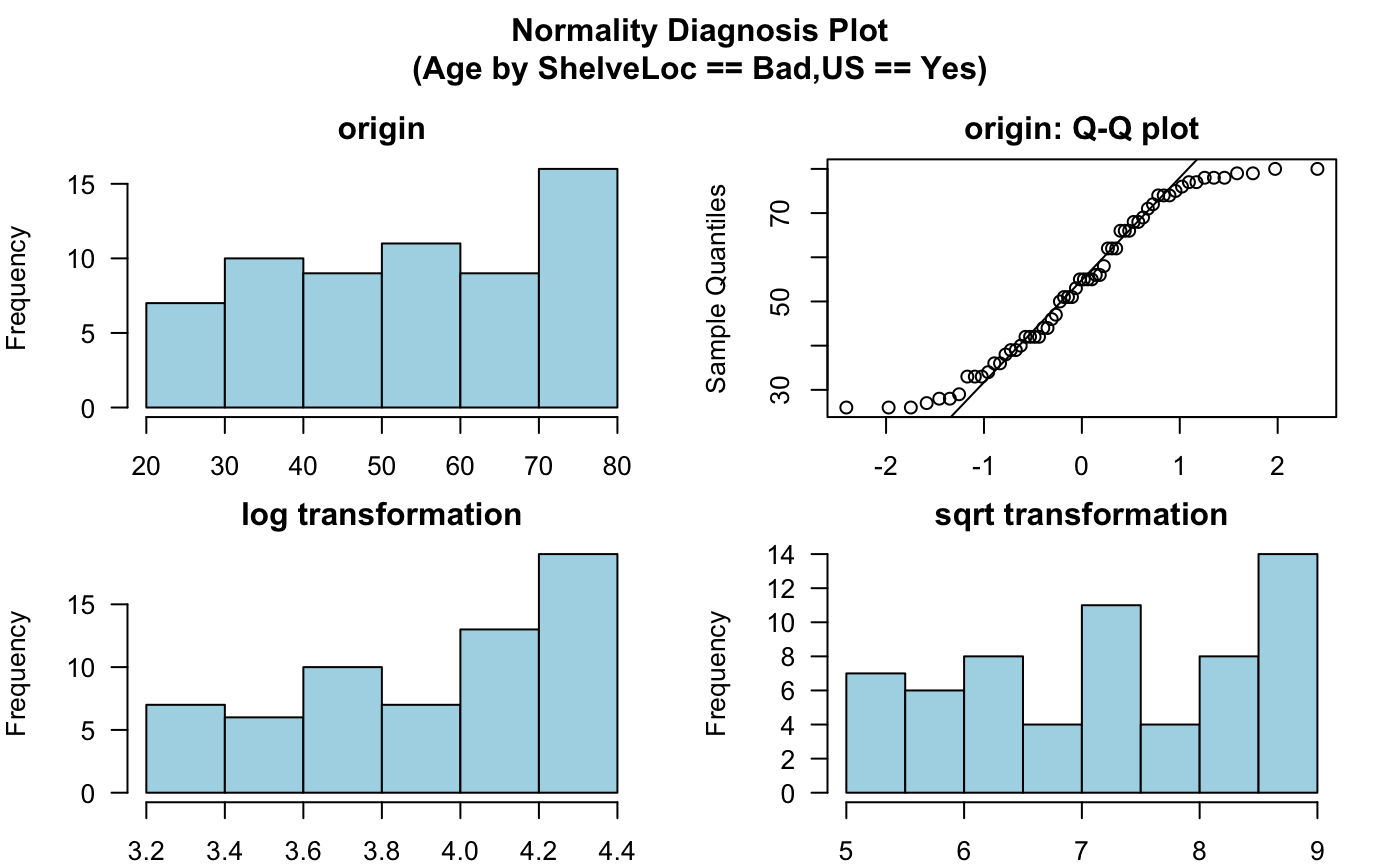 Normality Diagnosis Plot
(Age by ShelveLoc == Bad,US == Yes)
origin
Frequency
15
10
5
0
20 30 40 50 60 70 80
origin: Q-Q plot
Sample Quantiles
70
50
30
-2 -1 0 1 2
log transformation
Frequency
15
10
5
0
3.2 3.4 3.6 3.8 4.0 4.2 4.4
sqrt transformation
Frequency
14
12
10
8
6
4
2
0
5 6 7 8 9